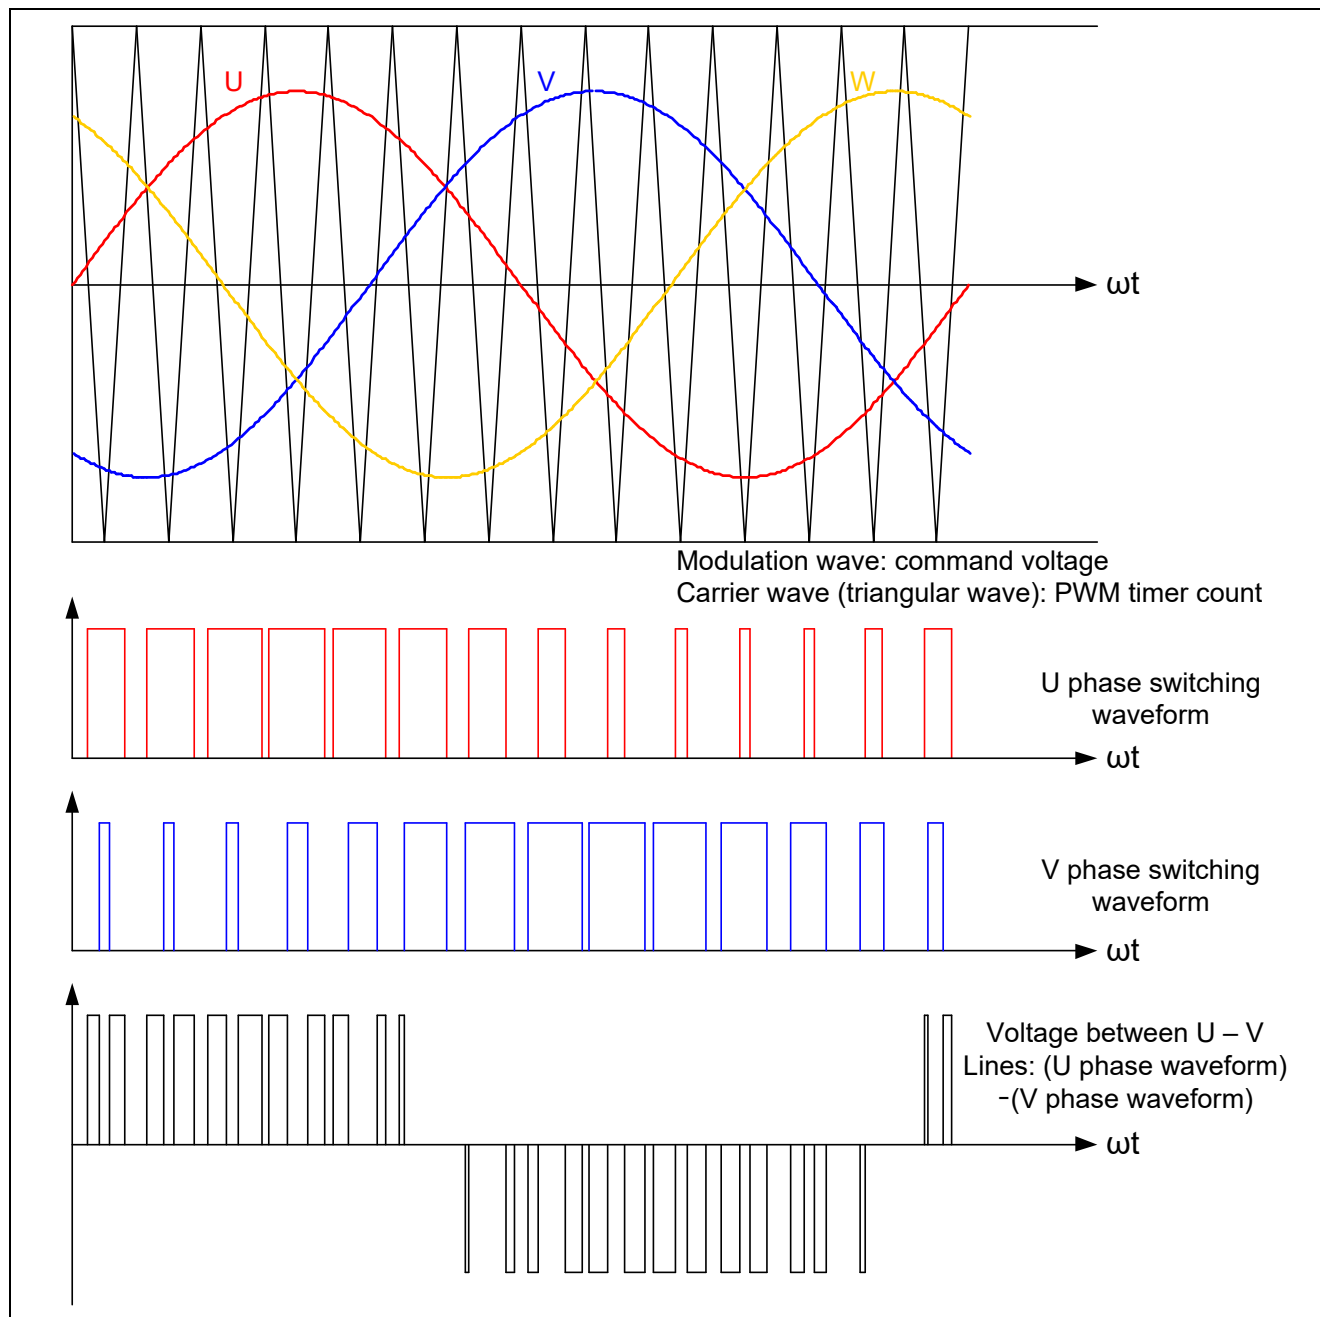 U
V
W
ωt
Modulation wave: command voltage
Carrier wave (triangular wave): PWM timer count
U phase switching
waveform
ωt
V phase switching
waveform
ωt
Voltage between U – V
Lines: (U phase waveform)
-(V phase waveform)
ωt